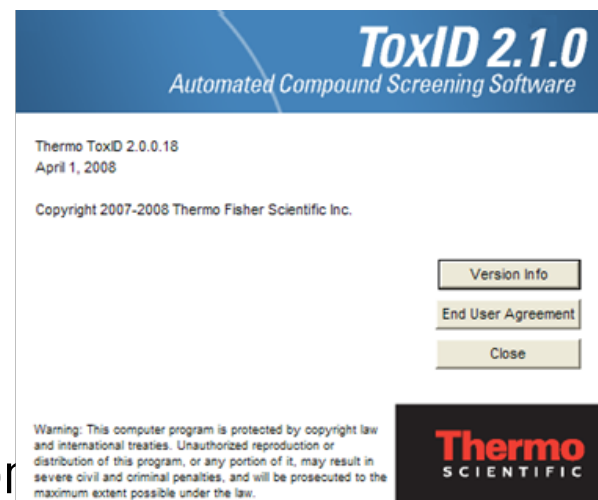 ToxID 2.1.0
Automated Compound Screening Software
Thermo ToxID 2.0.0.18
April 1, 2008
Copyright 2007-2008 Thermo Fisher Scientific Inc.
Version Info
End User Agreement
Close
Warning: This computer program is protected by copyright law
and international treaties. Unauthorized reproduction or
distribution of this program, or any portion of it, may result in
severe civil and criminal penalties, and will be prosecuted to the
maximum extent possible under the law.
Thermo
SCIENTIFIC